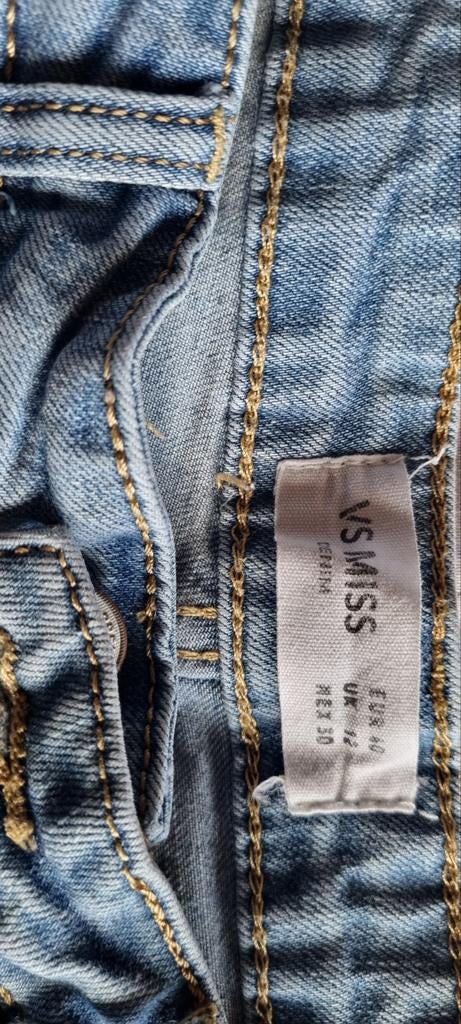 VS MISS
DENIM
EUR 40
UK 12
MEX 30